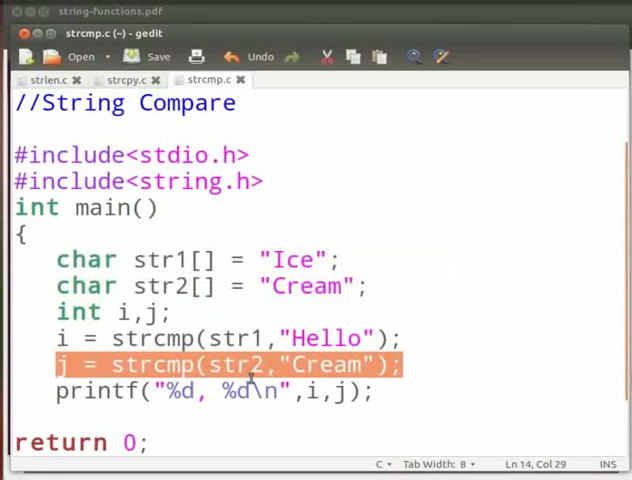 string-functions.pdf
strcmp.c (~) - gedit
Open Save Undo
strlen.c strcpy.c strcmp.c
//String Compare
#include<stdio.h>
#include<string.h>
int main()
{
char str1[] = "Ice";
char str2[] = "Cream";
int i,j;
i = strcmp(str1,"Hello");
j = strcmp(str2,"Cream");
printf("%d, %d\n",i,j);
return 0;
C Tab Width: 8 Ln 14, Col 29 INS